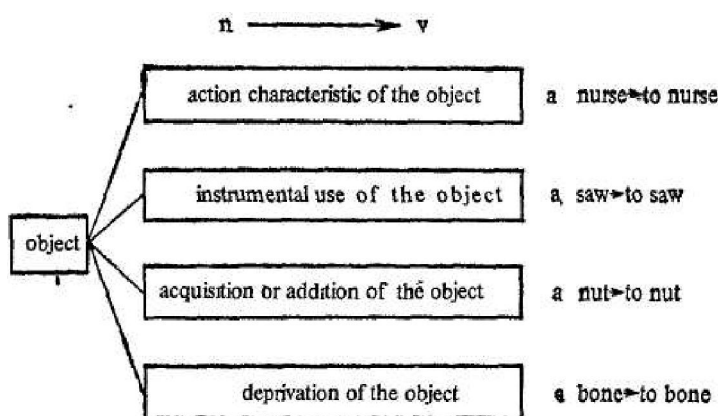 n → v
action characteristic of the object a nurse➤to nurse
instrumental use of the object a saw➤to saw
object
acquisition or addition of the object a nut➤to nut
deprivation of the object a bone➤to bone